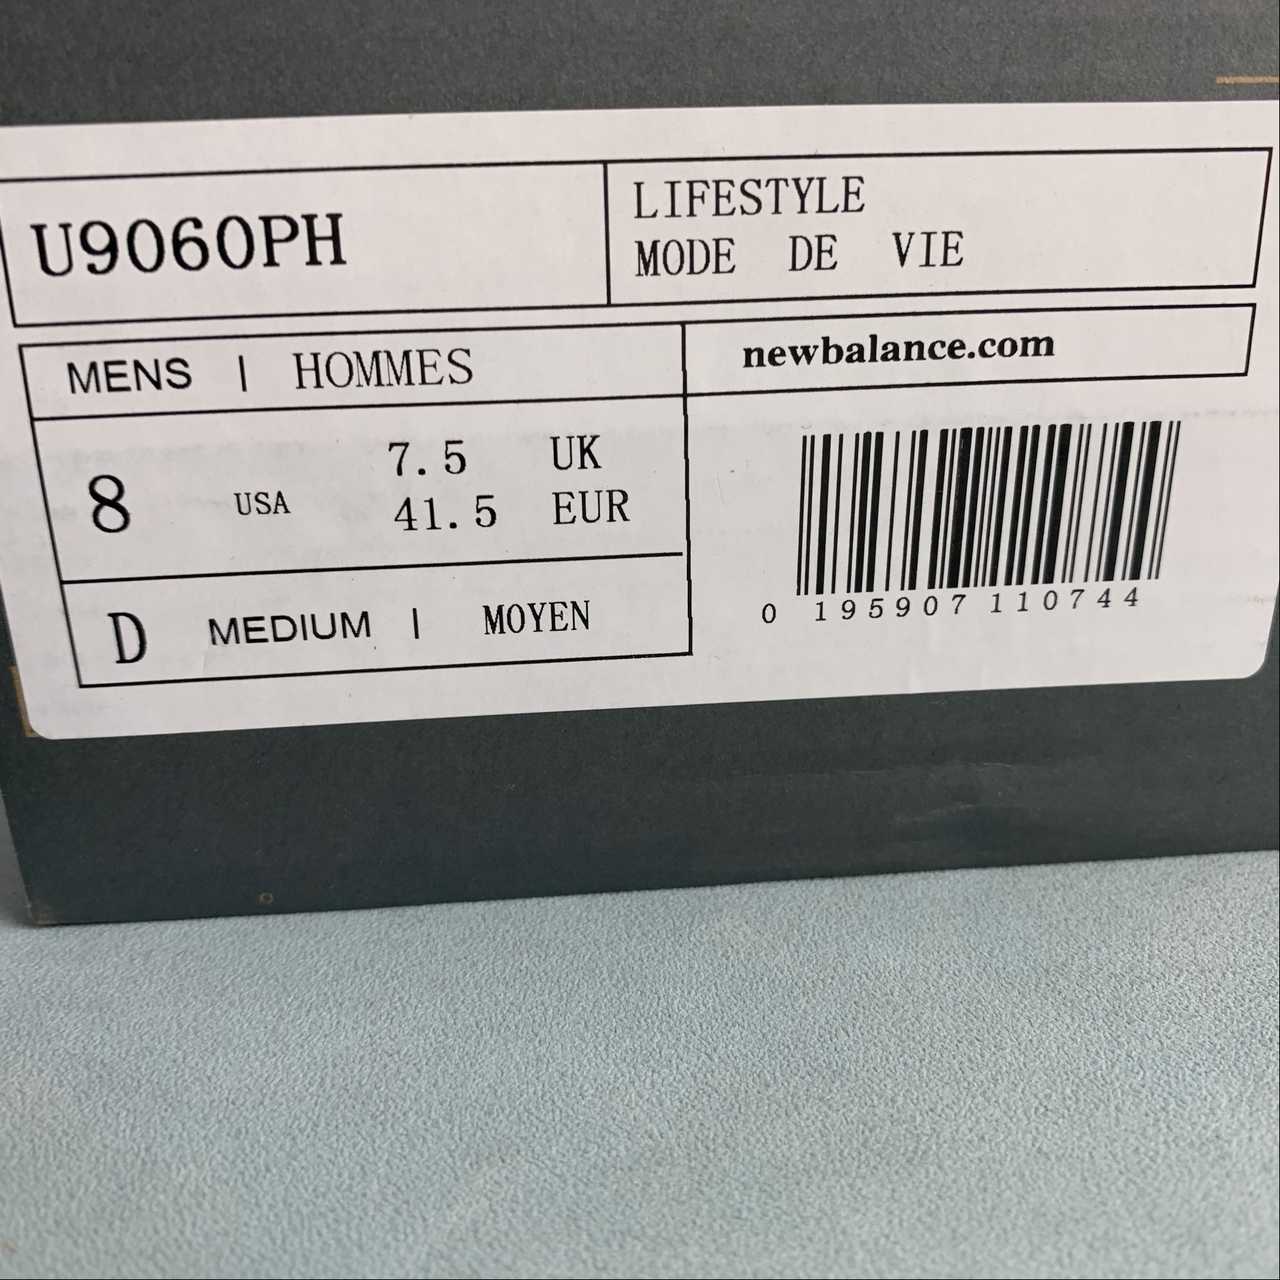 U9060PH
LIFESTYLE
MODE DE VIE
MENS | HOMMES
newbalance.com
8 USA
7.5 UK
41.5 EUR
D MEDIUM | MOYEN
0 195907 110744